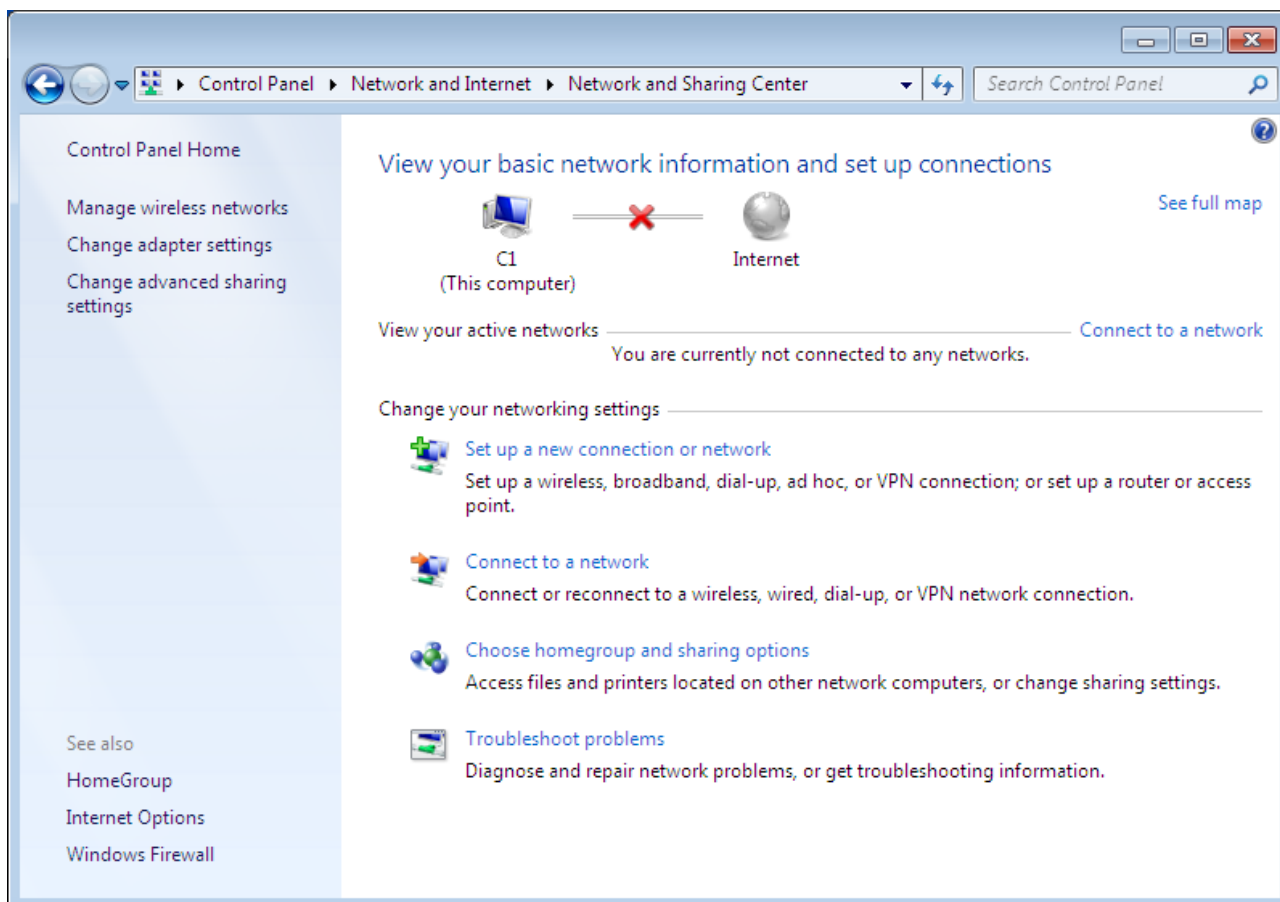 Control Panel Network and Internet Network and Sharing Center Search Control Panel
Control Panel Home
Manage wireless networks
Change adapter settings
Change advanced sharing
settings
See also
HomeGroup
Internet Options
Windows Firewall
View your basic network information and set up connections
See full map
C1
(This computer)
Internet
View your active networks Connect to a network
You are currently not connected to any networks.
Change your networking settings
Set up a new connection or network
Set up a wireless, broadband, dial-up, ad hoc, or VPN connection; or set up a router or access
point.
Connect to a network
Connect or reconnect to a wireless, wired, dial-up, or VPN network connection.
Choose homegroup and sharing options
Access files and printers located on other network computers, or change sharing settings.
Troubleshoot problems
Diagnose and repair network problems, or get troubleshooting information.